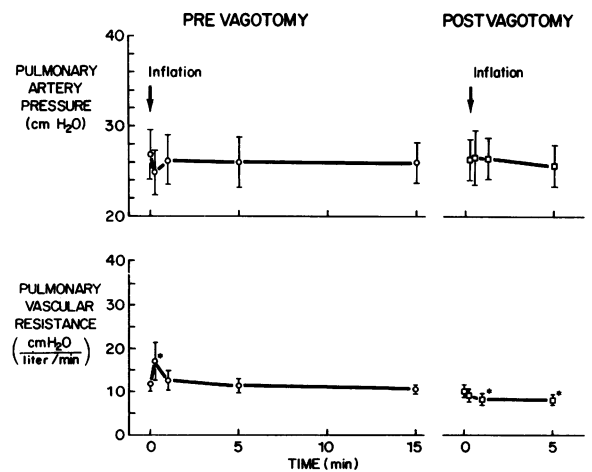 PRE VAGOTOMY
POSTVAGOTOMY
40
PULMONARY
ARTERY
PRESSURE
(cm H₂O)
Inflation
Inflation
30
20
40
PULMONARY
VASCULAR
RESISTANCE
(cmH₂O
liter/min)
30
20
*
10
*
*
0
0
5
10
15
0
5
TIME (min)